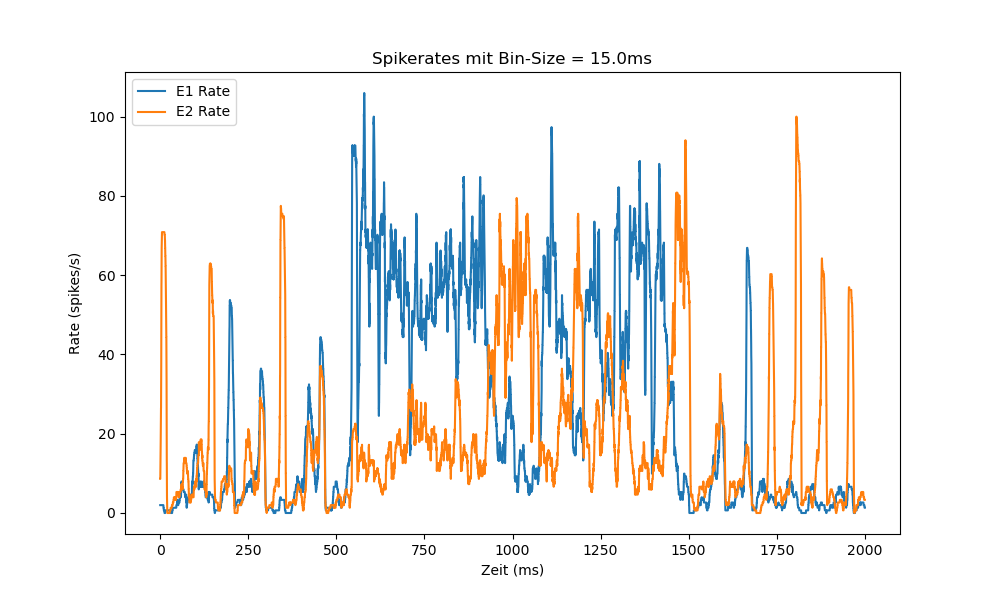 Spikerates mit Bin-Size = 15.0ms
E1 Rate
E2 Rate
Rate (spikes/s)
100
80
60
40
20
0
0 250 500 750 1000 1250 1500 1750 2000
Zeit (ms)